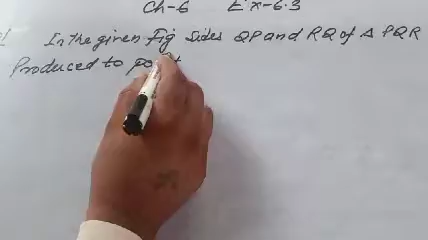 Ch-6 Ex-6.3
In the given Fig Sides QP and RQ of Δ PQR
Produced to